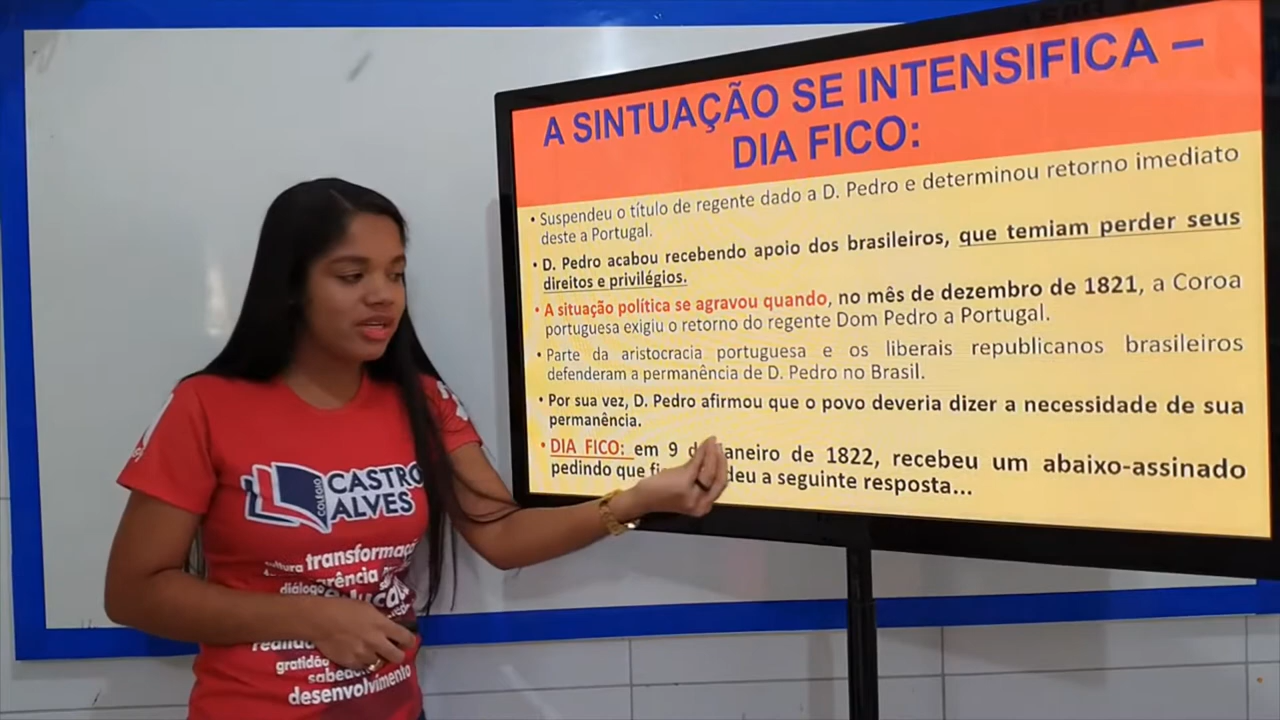 A SINTUAÇÃO SE INTENSIFICA –
DIA FICO:
• Suspendeu o título de regente dado a D. Pedro e determinou retorno imediato
deste a Portugal.
• D. Pedro acabou recebendo apoio dos brasileiros, que temiam perder seus
direitos e privilégios.
• A situação política se agravou quando, no mês de dezembro de 1821, a Coroa
portuguesa exigiu o retorno do regente Dom Pedro a Portugal.
• Parte da aristocracia portuguesa e os liberais republicanos brasileiros
defenderam a permanência de D. Pedro no Brasil.
• Por sua vez, D. Pedro afirmou que o povo deveria dizer a necessidade de sua
permanência.
• DIA FICO: em 9 janeiro de 1822, recebeu um abaixo-assinado
pedindo que a seguinte resposta...
COLÉGIO
CASTRO
ALVES
cultura
diálogo
gratidão
desenvolvimento